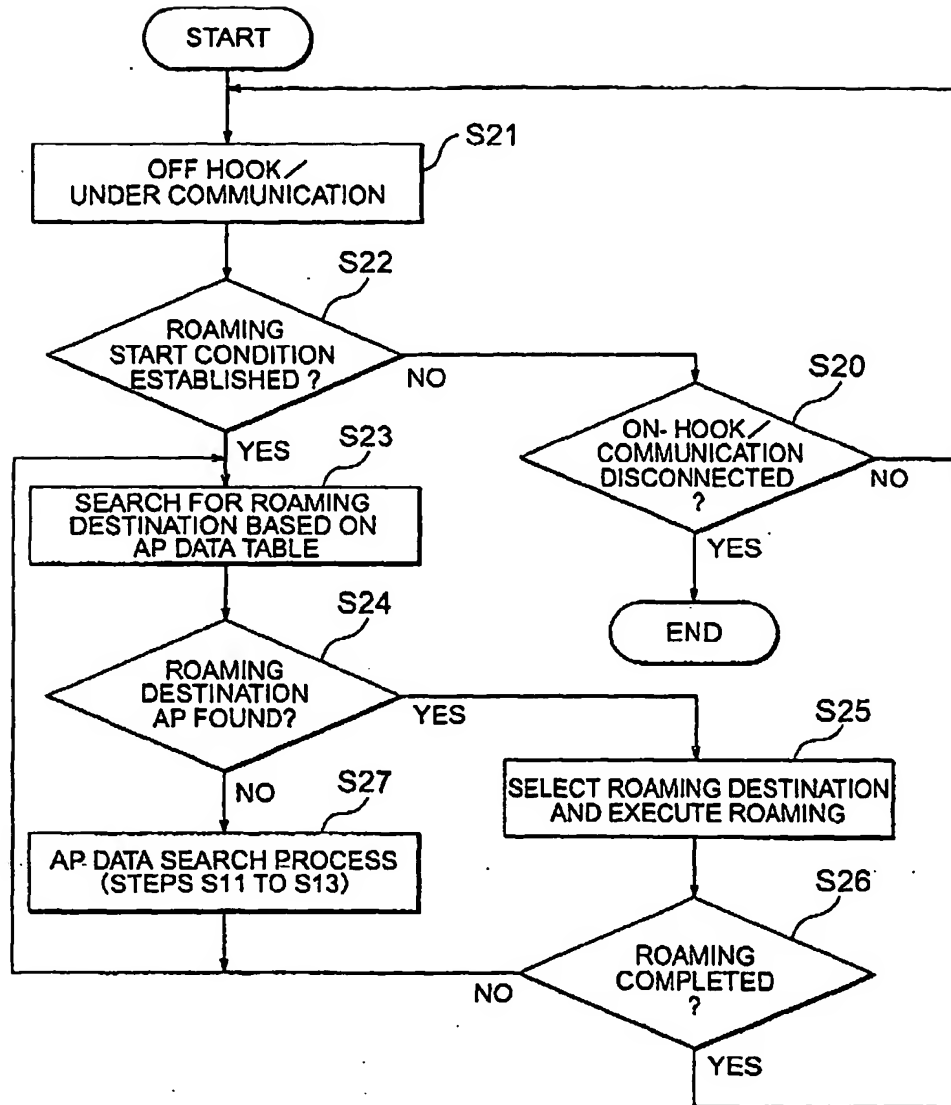 START
S21
OFF HOOK/
UNDER COMMUNICATION
S22
ROAMING
START CONDITION
ESTABLISHED ?
NO
YES
S20
ON- HOOK/
COMMUNICATION
DISCONNECTED
?
NO
YES
END
S23
SEARCH FOR ROAMING
DESTINATION BASED ON
AP DATA TABLE
S24
ROAMING
DESTINATION
AP FOUND?
YES
NO
S25
SELECT ROAMING DESTINATION
AND EXECUTE ROAMING
S27
AP DATA SEARCH PROCESS
(STEPS S11 TO S13)
S26
ROAMING
COMPLETED
?
NO
YES